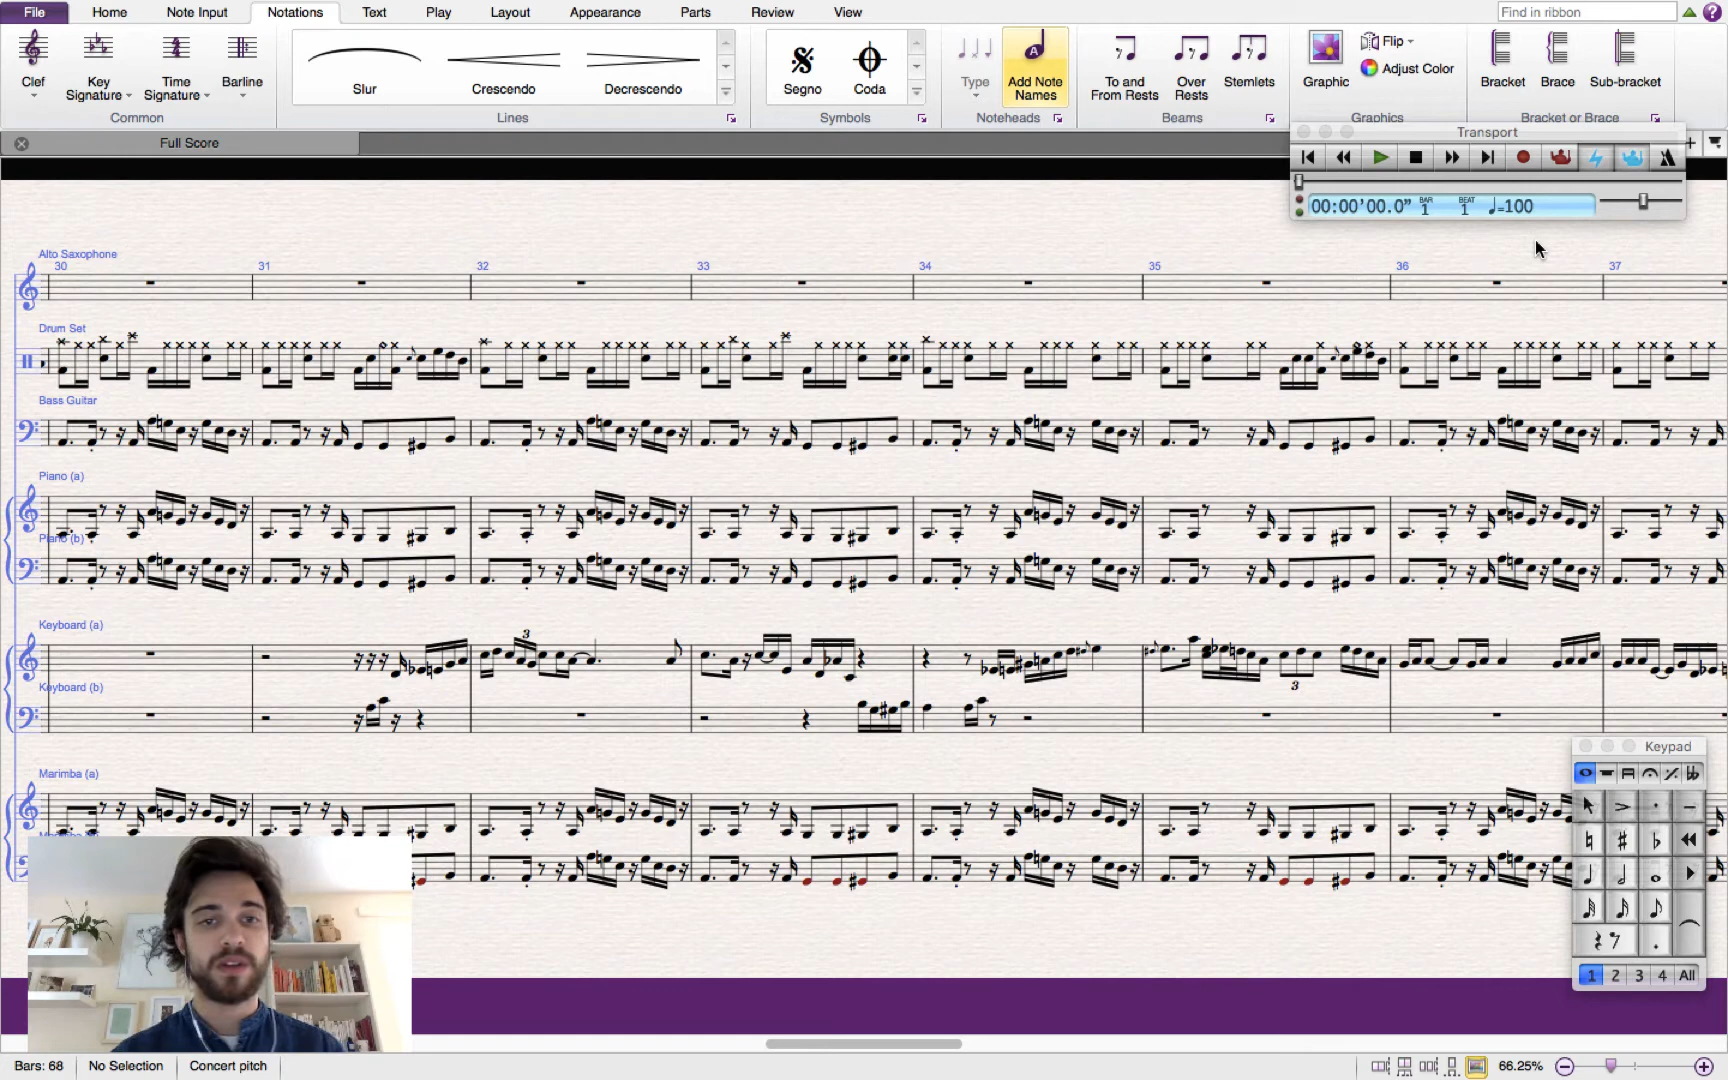 File Home Note Input Notations Text Play Layout Appearance Parts Review View Find in ribbon
Clef Key Signature Time Signature Barline Slur Crescendo Decrescendo Segno Coda Type Add Note Names To and From Rests Over Rests Stemlets Graphic Flip Adjust Color Bracket Brace Sub-bracket
Common Lines Symbols Noteheads Beams Graphics Bracket or Brace
Full Score
Transport
00:00'00.0" BAR 1 BEAT 1 ♩=100
Alto Saxophone
30 31 32 33 34 35 36 37
Drum Set
Bass Guitar
Piano (a)
Piano (b)
Keyboard (a)
3
3
Keyboard (b)
Marimba (a)
Keypad
1 2 3 4 All
Bars: 68 No Selection Concert pitch 66.25%